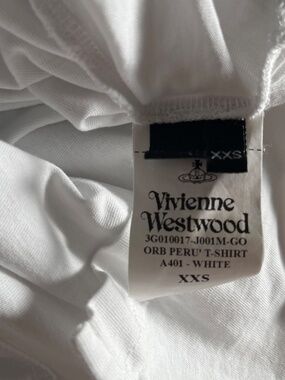 XXS
Vivienne
Westwood
3G010017-J001M-GO
ORB PERU' T-SHIRT
A401 - WHITE
XXS